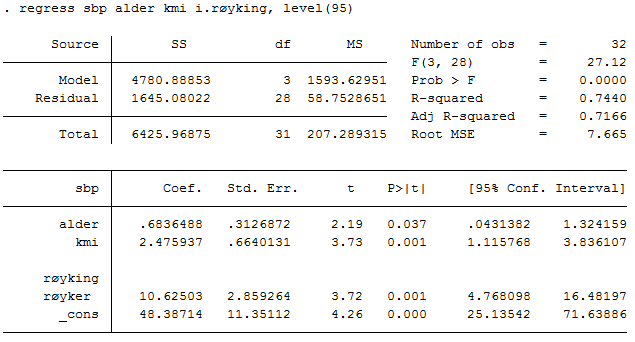 . regress sbp alder kmi i.røyking, level(95)
Source SS df MS Number of obs = 32
F(3, 28) = 27.12
Model 4780.88853 3 1593.62951 Prob > F = 0.0000
Residual 1645.08022 28 58.7528651 R-squared = 0.7440
Adj R-squared = 0.7166
Total 6425.96875 31 207.289315 Root MSE = 7.665
sbp Coef. Std. Err. t P>|t| [95% Conf. Interval]
alder .6836488 .3126872 2.19 0.037 .0431382 1.324159
kmi 2.475937 .6640131 3.73 0.001 1.115768 3.836107
røyking
røyker 10.62503 2.859264 3.72 0.001 4.768098 16.48197
_cons 48.38714 11.35112 4.26 0.000 25.13542 71.63886